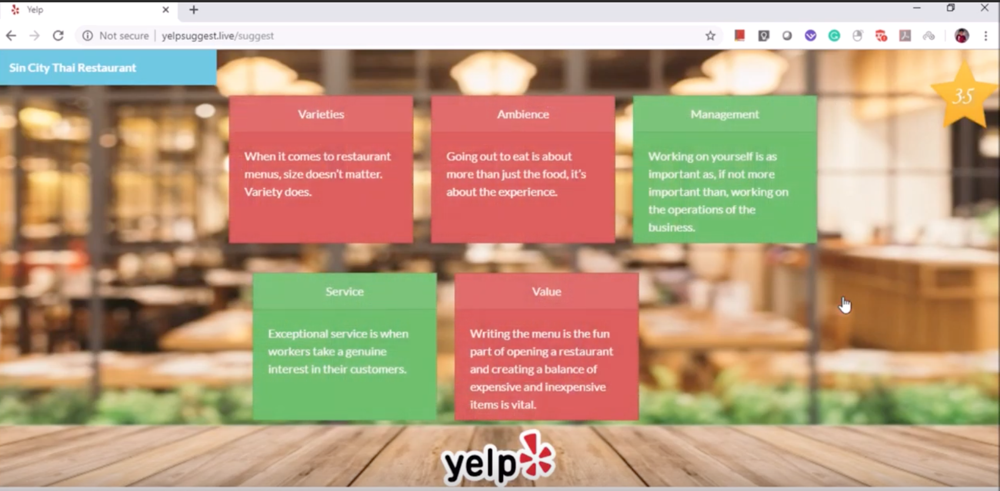 Yelp
Not secure | yelpsuggest.live/suggest
Sin City Thai Restaurant
3.5
Varieties
When it comes to restaurant
menus, size doesn't matter.
Variety does.
Ambience
Going out to eat is about
more than just the food, it's
about the experience.
Management
Working on yourself is as
important as, if not more
important than, working on
the operations of the
business.
Service
Exceptional service is when
workers take a genuine
interest in their customers.
Value
Writing the menu is the fun
part of opening a restaurant
and creating a balance of
expensive and inexpensive
items is vital.
yelp